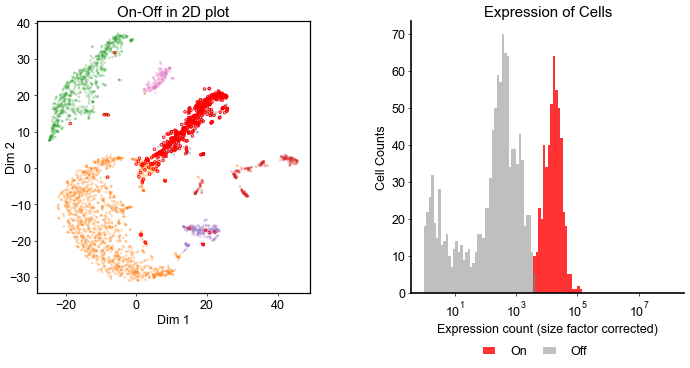 On-Off in 2D plot
40
30
20
10
0
−10
−20
−30
Dim 2
−20 0 20 40
Dim 1
Expression of Cells
70
60
50
40
30
20
10
0
Cell Counts
10^1 10^3 10^5 10^7
Expression count (size factor corrected)
On Off